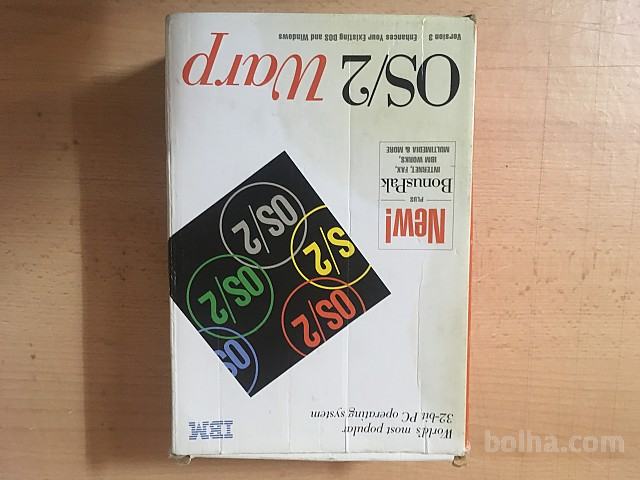 IBM
World's most popular
32-bit PC operating system
OS/2
OS/2
OS/2
S/2
OS/2
New!
PLUS
BonusPak
INTERNET, FAX,
IBM WORKS,
MULTIMEDIA & MORE
OS/2 Warp
Version 3 Enhances Your Existing DOS and Windows
bolha.com